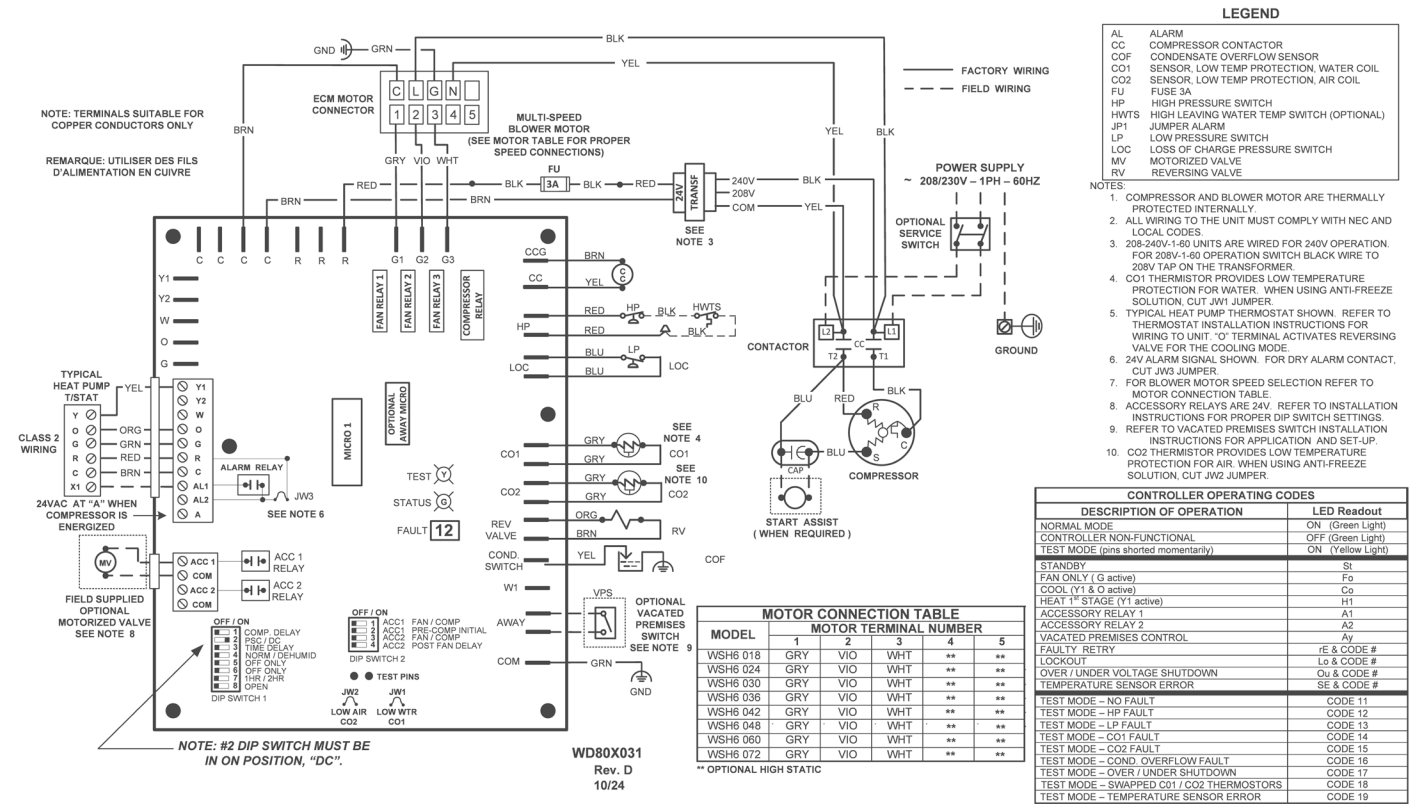 GND
GRN
BLK
YEL
ECM MOTOR
CONNECTOR
C L G N
1 2 3 4 5
NOTE: TERMINALS SUITABLE FOR
COPPER CONDUCTORS ONLY
REMARQUE: UTILISER DES FILS
D'ALIMENTATION EN CUIVRE
BRN
GRY VIO WHT
MULTI-SPEED
BLOWER MOTOR
(SEE MOTOR TABLE FOR PROPER
SPEED CONNECTIONS)
FACTORY WIRING
FIELD WIRING
YEL
BLK
FU
RED
BLK
3A
BLK
RED
BRN
BRN
24V
TRANSF
240V
208V
COM
BLK
YEL
SEE
NOTE 3
POWER SUPPLY
~ 208/230V – 1PH – 60HZ
OPTIONAL
SERVICE
SWITCH
GROUND
CONTACTOR
L2
L1
CC
T2
T1
BLU
RED
BLK
R
C
S
BLU
CAP
COMPRESSOR
START ASSIST
( WHEN REQUIRED )
C C C C R R R
G1 G2 G3
FAN RELAY 1
FAN RELAY 2
FAN RELAY 3
COMPRESSOR
RELAY
Y1
Y2
W
O
G
CCG
BRN
CC
YEL
C
C
HP
RED
HP
BLK
HWTS
RED
BLK
LOC
BLU
LP
BLU
LOC
TYPICAL
HEAT PUMP
T/STAT
CLASS 2
WIRING
Y
O
G
R
C
X1
YEL
ORG
GRN
RED
BRN
Y1
Y2
W
O
G
R
C
AL1
AL2
A
ALARM RELAY
JW3
SEE NOTE 6
24VAC AT "A" WHEN
COMPRESSOR IS
ENERGIZED
MICRO 1
OPTIONAL
AWAY MICRO
TEST
Y
STATUS
G
FAULT
12
CO1
GRY
GRY
SEE
NOTE 4
CO1
SEE
NOTE 10
CO2
GRY
GRY
CO2
REV
VALVE
ORG
BRN
RV
COND.
SWITCH
YEL
COF
W1
VPS
AWAY
OPTIONAL
VACATED
PREMISES
SWITCH
SEE NOTE 9
COM
GRN
GND
MV
FIELD SUPPLIED
OPTIONAL
MOTORIZED VALVE
SEE NOTE 8
ACC 1
COM
ACC 2
COM
ACC 1
RELAY
ACC 2
RELAY
OFF / ON
1 COMP. DELAY
2 PSC / DC
3 TIME DELAY
4 NORM / DEHUMID
5 OFF ONLY
6 OFF ONLY
7 1HR / 2HR
8 OPEN
DIP SWITCH 1
OFF / ON
1 ACC1 FAN / COMP
2 ACC1 PRE-COMP INITIAL
3 ACC2 FAN / COMP
4 ACC2 POST FAN DELAY
DIP SWITCH 2
TEST PINS
JW2
LOW AIR
CO2
JW1
LOW WTR
CO1
NOTE: #2 DIP SWITCH MUST BE
IN ON POSITION, "DC".
WD80X031
Rev. D
10/24
MOTOR CONNECTION TABLE
MODEL
MOTOR TERMINAL NUMBER
1 2 3 4 5
WSH6 018 GRY VIO WHT ** **
WSH6 024 GRY VIO WHT ** **
WSH6 030 GRY VIO WHT ** **
WSH6 036 GRY VIO WHT ** **
WSH6 042 GRY VIO WHT ** **
WSH6 048 GRY VIO WHT ** **
WSH6 060 GRY VIO WHT ** **
WSH6 072 GRY VIO WHT ** **
** OPTIONAL HIGH STATIC
LEGEND
AL ALARM
CC COMPRESSOR CONTACTOR
COF CONDENSATE OVERFLOW SENSOR
CO1 SENSOR, LOW TEMP PROTECTION, WATER COIL
CO2 SENSOR, LOW TEMP PROTECTION, AIR COIL
FU FUSE 3A
HP HIGH PRESSURE SWITCH
HWTS HIGH LEAVING WATER TEMP SWITCH (OPTIONAL)
JP1 JUMPER ALARM
LP LOW PRESSURE SWITCH
LOC LOSS OF CHARGE PRESSURE SWITCH
MV MOTORIZED VALVE
RV REVERSING VALVE
NOTES:
1. COMPRESSOR AND BLOWER MOTOR ARE THERMALLY
PROTECTED INTERNALLY.
2. ALL WIRING TO THE UNIT MUST COMPLY WITH NEC AND
LOCAL CODES.
3. 208-240V-1-60 UNITS ARE WIRED FOR 240V OPERATION.
FOR 208V-1-60 OPERATION SWITCH BLACK WIRE TO
208V TAP ON THE TRANSFORMER.
4. CO1 THERMISTOR PROVIDES LOW TEMPERATURE
PROTECTION FOR WATER. WHEN USING ANTI-FREEZE
SOLUTION, CUT JW1 JUMPER.
5. TYPICAL HEAT PUMP THERMOSTAT SHOWN. REFER TO
THERMOSTAT INSTALLATION INSTRUCTIONS FOR
WIRING TO UNIT. "O" TERMINAL ACTIVATES REVERSING
VALVE FOR THE COOLING MODE.
6. 24V ALARM SIGNAL SHOWN. FOR DRY ALARM CONTACT,
CUT JW3 JUMPER.
7. FOR BLOWER MOTOR SPEED SELECTION REFER TO
MOTOR CONNECTION TABLE.
8. ACCESSORY RELAYS ARE 24V. REFER TO INSTALLATION
INSTRUCTIONS FOR PROPER DIP SWITCH SETTINGS.
9. REFER TO VACATED PREMISES SWITCH INSTALLATION
INSTRUCTIONS FOR APPLICATION AND SET-UP.
10. CO2 THERMISTOR PROVIDES LOW TEMPERATURE
PROTECTION FOR AIR. WHEN USING ANTI-FREEZE
SOLUTION, CUT JW2 JUMPER.
CONTROLLER OPERATING CODES
DESCRIPTION OF OPERATION LED Readout
NORMAL MODE ON (Green Light)
CONTROLLER NON-FUNCTIONAL OFF (Green Light)
TEST MODE (pins shorted momentarily) ON (Yellow Light)
STANDBY St
FAN ONLY ( G active) Fo
COOL (Y1 & O active) Co
HEAT 1st STAGE (Y1 active) H1
ACCESSORY RELAY 1 A1
ACCESSORY RELAY 2 A2
VACATED PREMISES CONTROL Ay
FAULTY RETRY rE & CODE #
LOCKOUT Lo & CODE #
OVER / UNDER VOLTAGE SHUTDOWN Ou & CODE #
TEMPERATURE SENSOR ERROR SE & CODE #
TEST MODE – NO FAULT CODE 11
TEST MODE – HP FAULT CODE 12
TEST MODE – LP FAULT CODE 13
TEST MODE – CO1 FAULT CODE 14
TEST MODE – CO2 FAULT CODE 15
TEST MODE – COND. OVERFLOW FAULT CODE 16
TEST MODE – OVER / UNDER SHUTDOWN CODE 17
TEST MODE – SWAPPED C01 / CO2 THERMOSTORS CODE 18
TEST MODE – TEMPERATURE SENSOR ERROR CODE 19